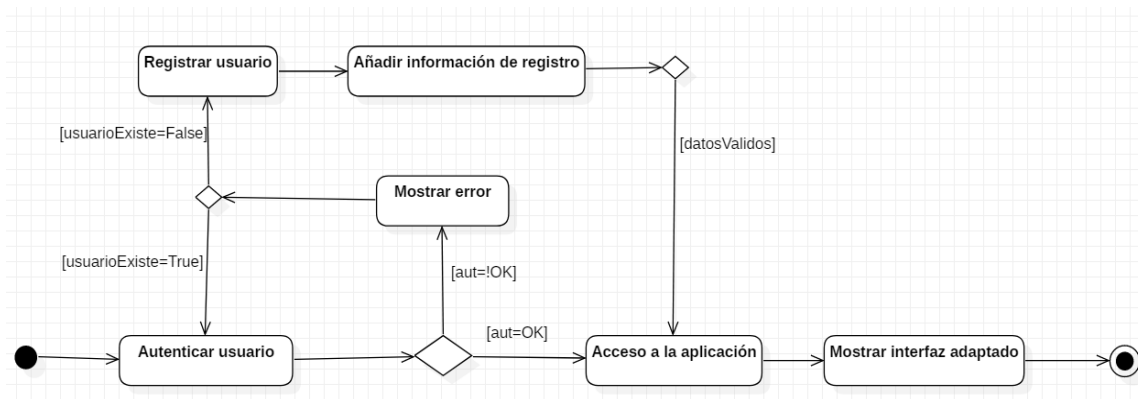 Registrar usuario
Añadir información de registro
[usuarioExiste=False]
[datosValidos]
Mostrar error
[usuarioExiste=True]
[aut=!OK]
[aut=OK]
Autenticar usuario
Acceso a la aplicación
Mostrar interfaz adaptado